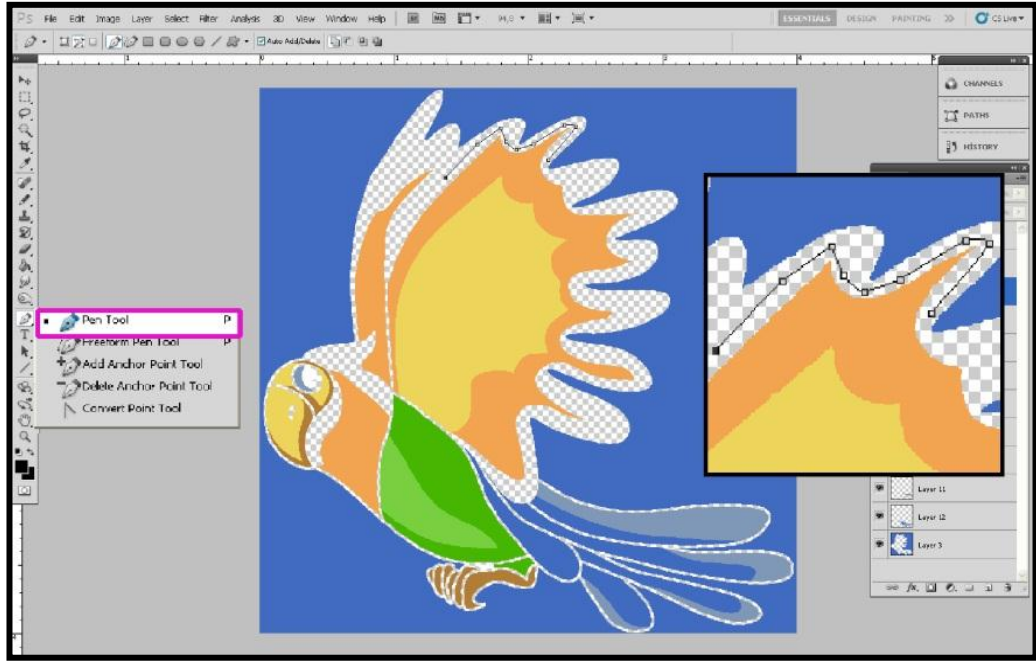 Ps File Edit Image Layer Select Filter Analysis 3D View Window Help ESSENTIALS DESIGN PAINTING CS Live
Auto Add/Delete
CHANNELS
PATHS
HISTORY
Pen Tool P
Freeform Pen Tool P
Add Anchor Point Tool
Delete Anchor Point Tool
Convert Point Tool
Layer 11
Layer 12
Layer 3